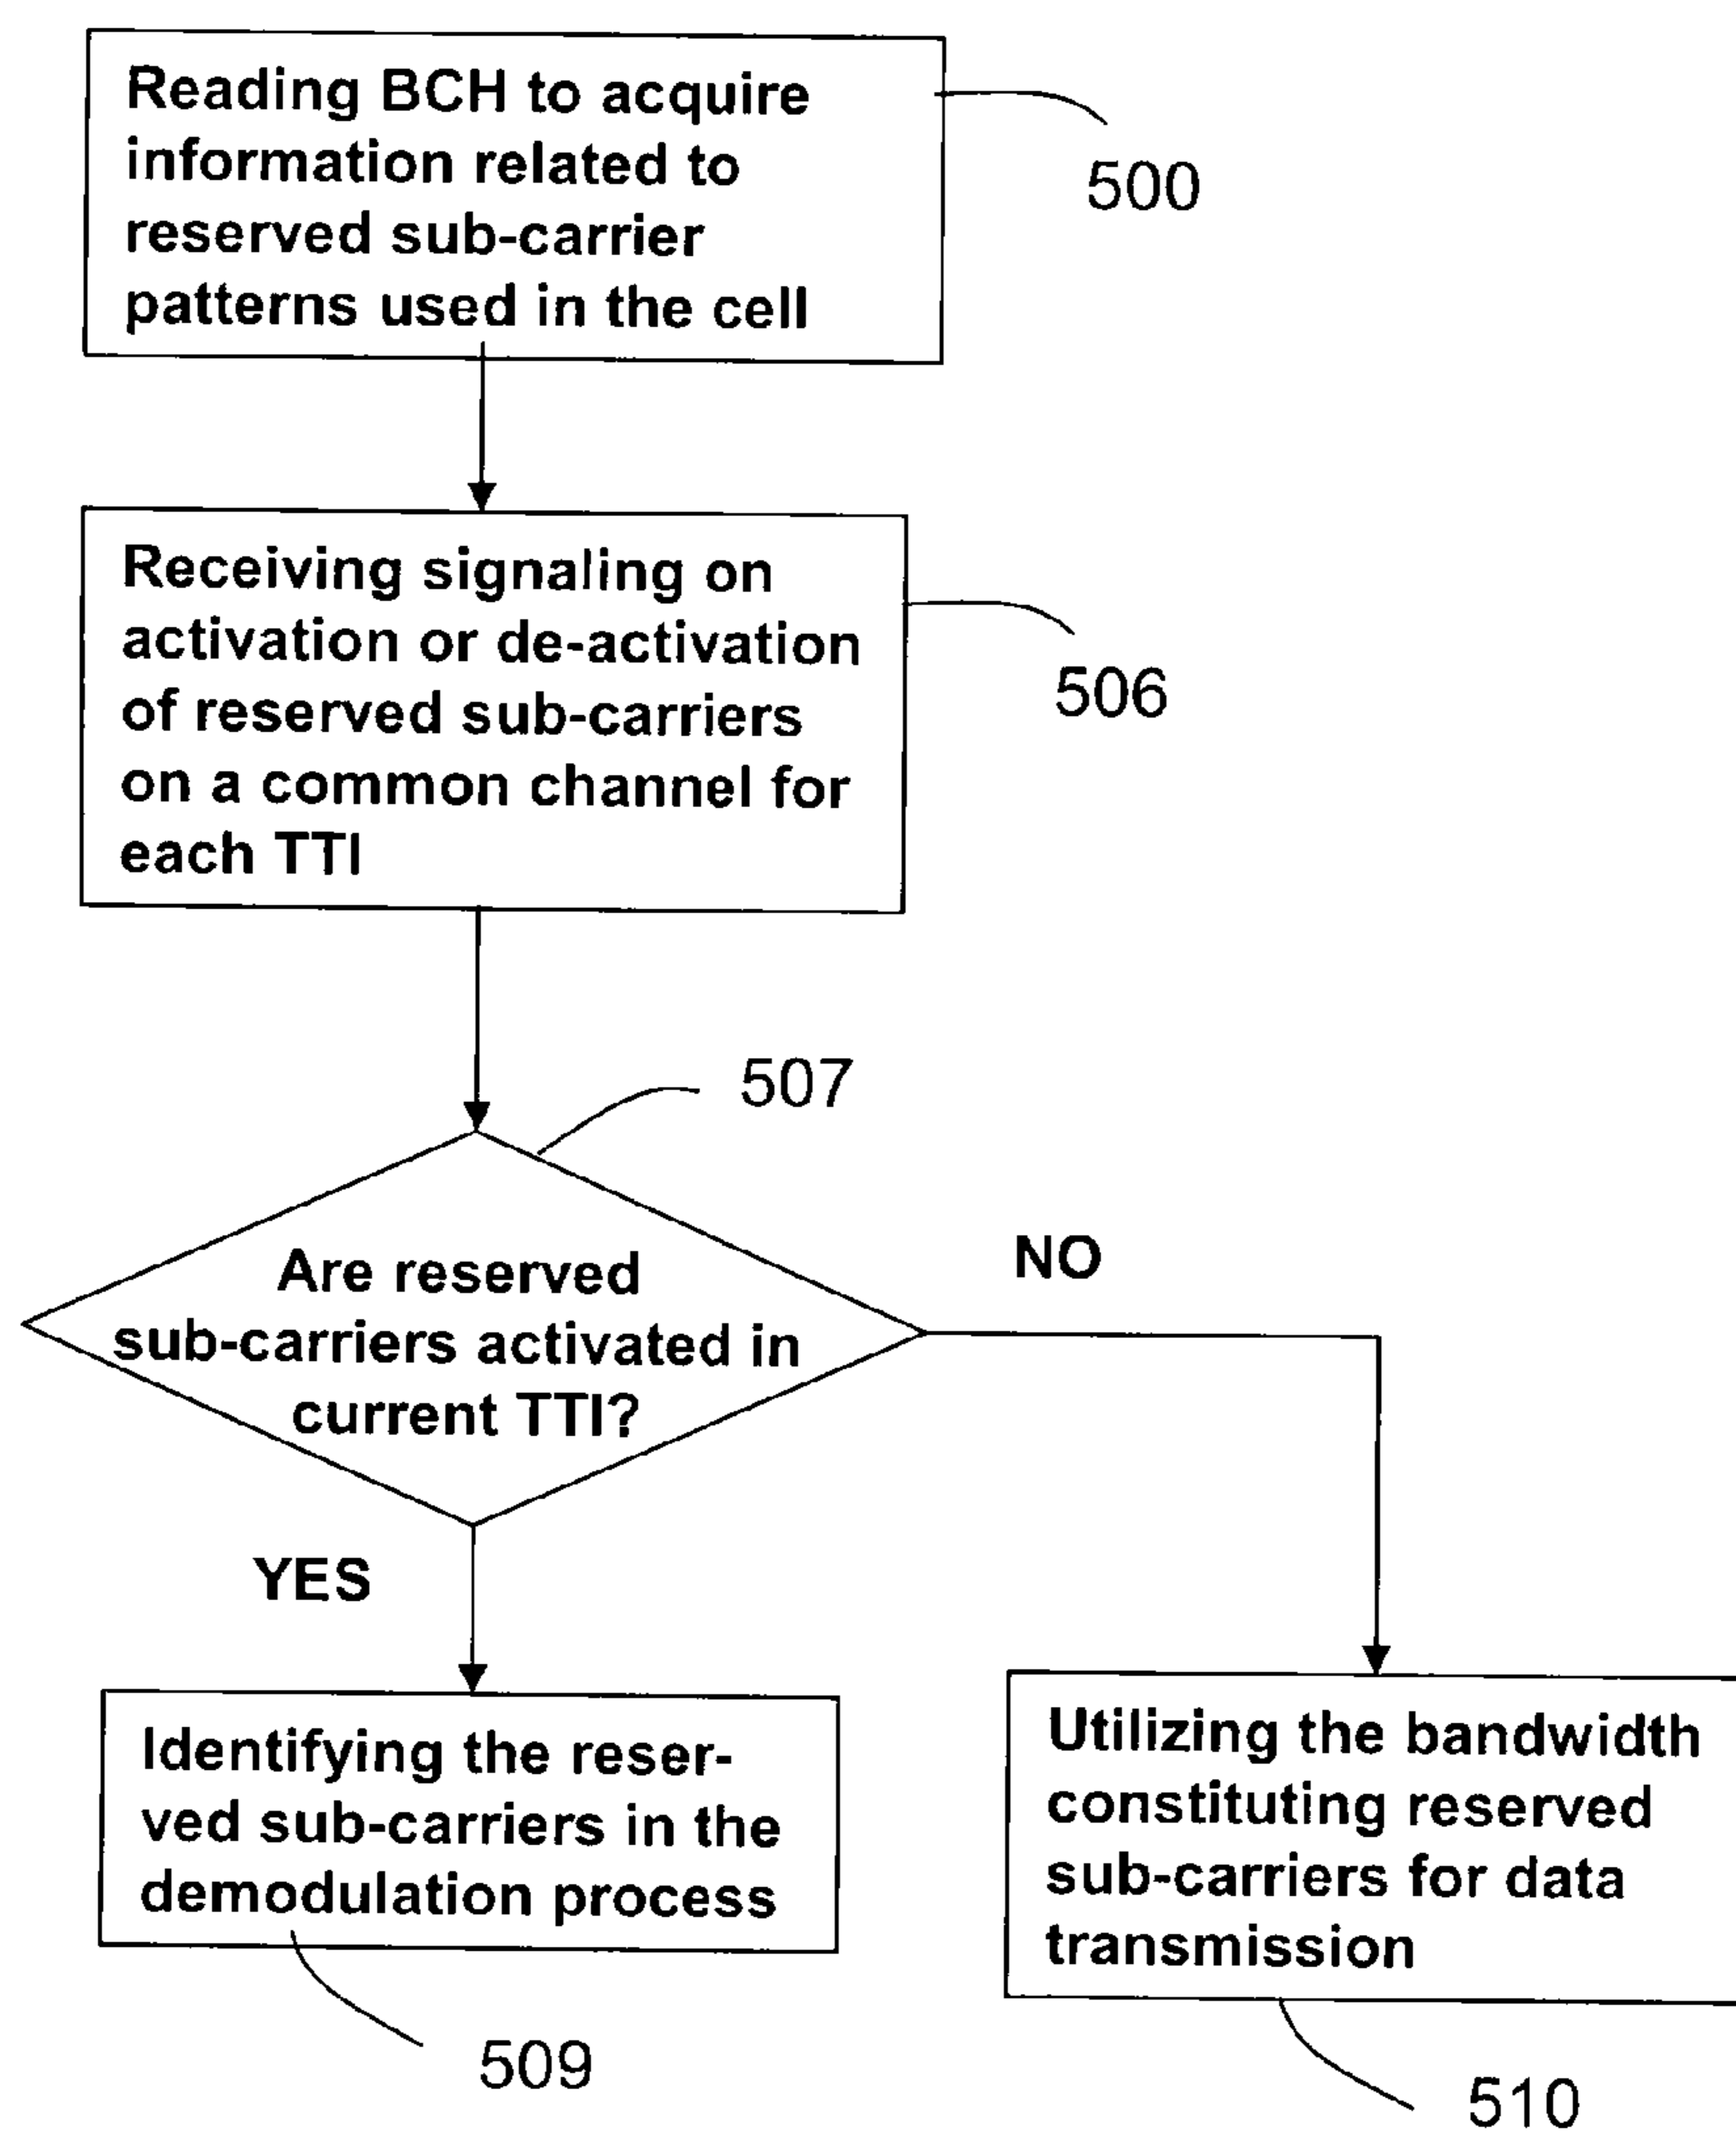 Reading BCH to acquire
information related to
reserved sub-carrier
patterns used in the cell
500
Receiving signaling on
activation or de-activation
of reserved sub-carriers
on a common channel for
each TTI
506
507
Are reserved
sub-carriers activated in
current TTI?
NO
YES
Identifying the reser-
ved sub-carriers in the
demodulation process
509
Utilizing the bandwidth
constituting reserved
sub-carriers for data
transmission
510